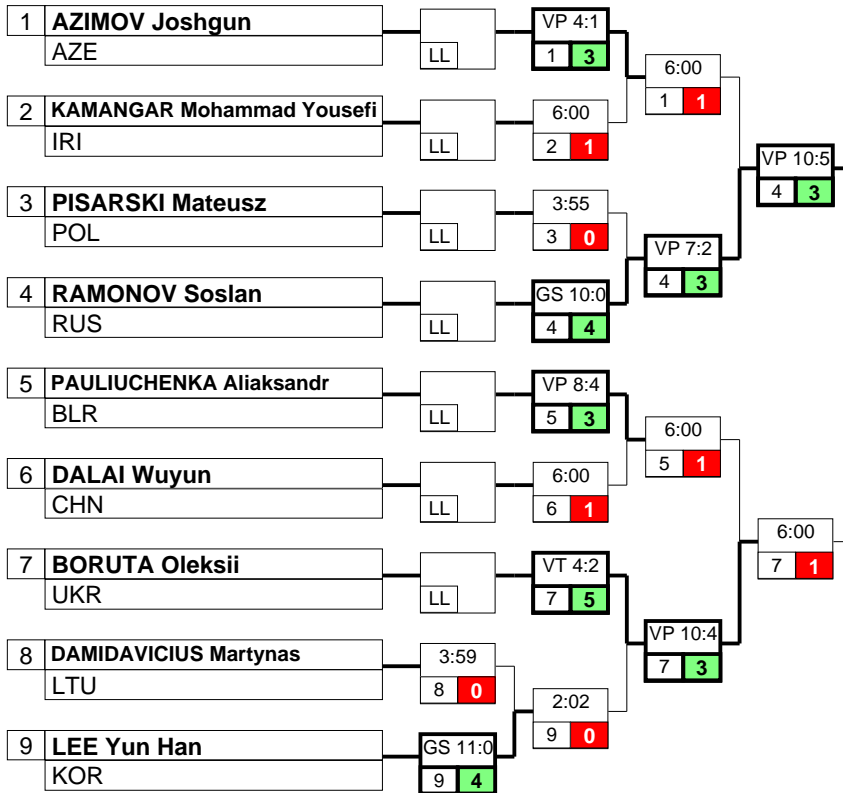 1 AZIMOV Joshgun
AZE
LL
VP 4:1
1 3
6:00
1 1
2 KAMANGAR Mohammad Yousefi
IRI
LL
6:00
2 1
VP 10:5
4 3
3 PISARSKI Mateusz
POL
LL
3:55
3 0
VP 7:2
4 3
4 RAMONOV Soslan
RUS
LL
GS 10:0
4 4
5 PAULIUCHENKA Aliaksandr
BLR
LL
VP 8:4
5 3
6:00
5 1
6 DALAI Wuyun
CHN
LL
6:00
6 1
6:00
7 1
7 BORUTA Oleksii
UKR
LL
VT 4:2
7 5
VP 10:4
7 3
8 DAMIDAVICIUS Martynas
LTU
3:59
8 0
2:02
9 0
9 LEE Yun Han
KOR
GS 11:0
9 4